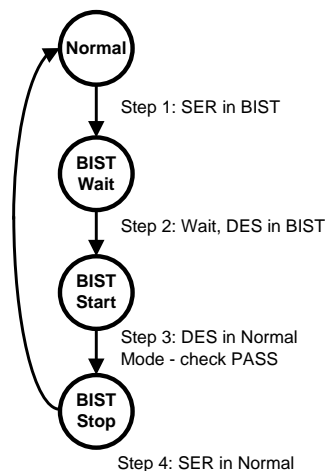 Normal
Step 1: SER in BIST
BIST
Wait
Step 2: Wait, DES in BIST
BIST
Start
Step 3: DES in Normal
Mode - check PASS
BIST
Stop
Step 4: SER in Normal